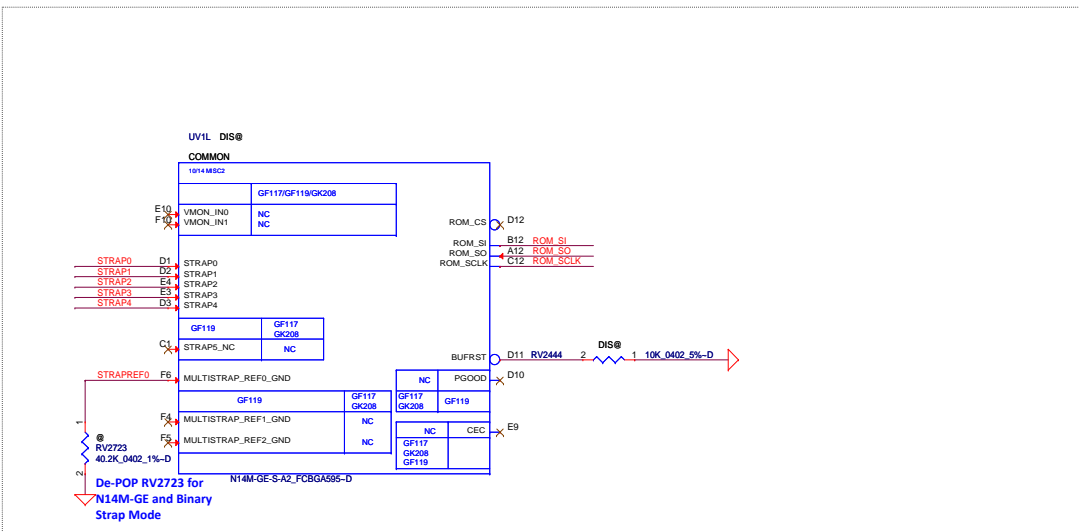 UV1L DIS@
COMMON
10/14 MISC2
GF117/GF119/GK208
E10 VMON_IN0 NC
F10 VMON_IN1 NC
ROM_CS D12
ROM_SI B12 ROM_SI
ROM_SO A12 ROM_SO
ROM_SCLK C12 ROM_SCLK
STRAP0 D1 STRAP0
STRAP1 D2 STRAP1
STRAP2 E4 STRAP2
STRAP3 E3 STRAP3
STRAP4 D3 STRAP4
GF119 GF117
GK208
C1 STRAP5_NC NC
DIS@
BUFRST D11 RV2444 2 1 10K_0402_5%~D
STRAPREF0 F6 MULTISTRAP_REF0_GND
NC PGOOD D10
GF119 GF117
GK208
GF117
GK208 GF119
F4 MULTISTRAP_REF1_GND NC
F5 MULTISTRAP_REF2_GND NC
NC CEC E9
GF117
GK208
GF119
1
@
RV2723
40.2K_0402_1%~D
2
N14M-GE-S-A2_FCBGA595~D
De-POP RV2723 for
N14M-GE and Binary
Strap Mode